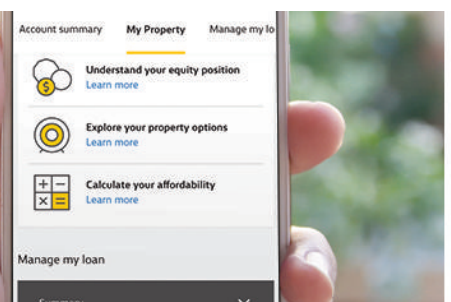 Account summary My Property Manage my lo
Understand your equity position
Learn more
Explore your property options
Learn more
Calculate your affordability
Learn more
Manage my loan
Summary